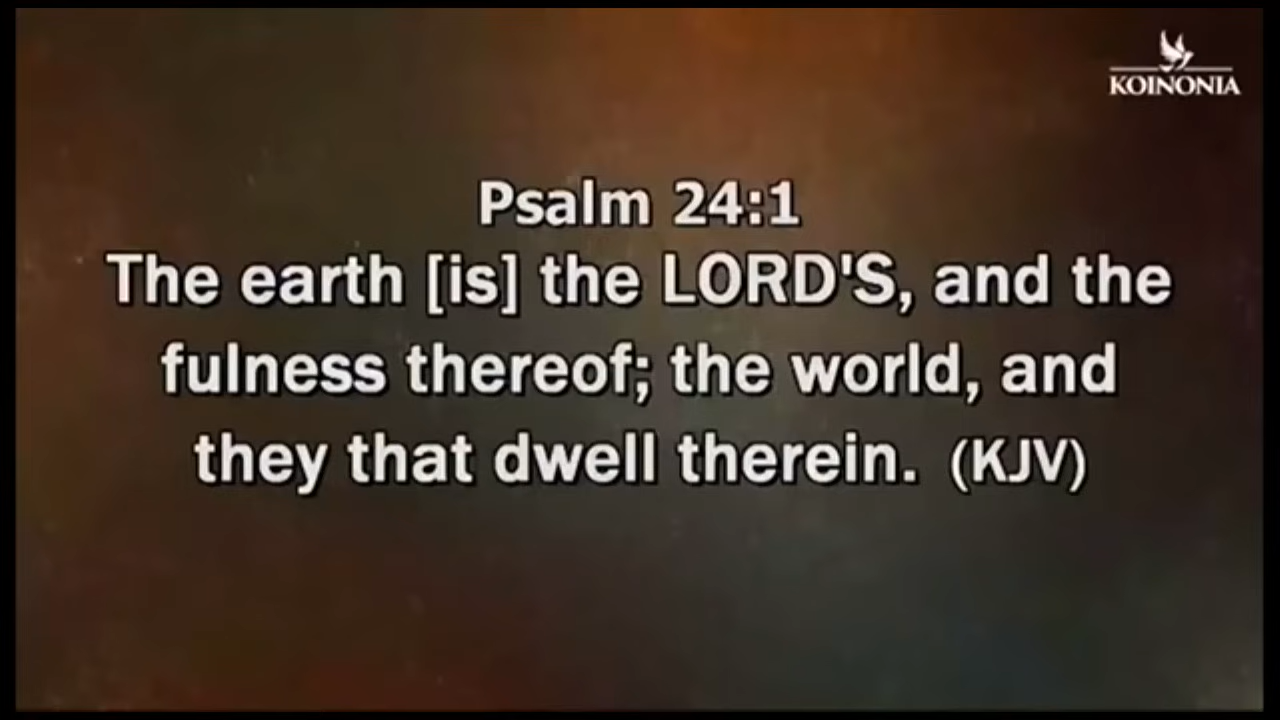 KOINONIA
Psalm 24:1
The earth [is] the LORD'S, and the
fulness thereof; the world, and
they that dwell therein. (KJV)